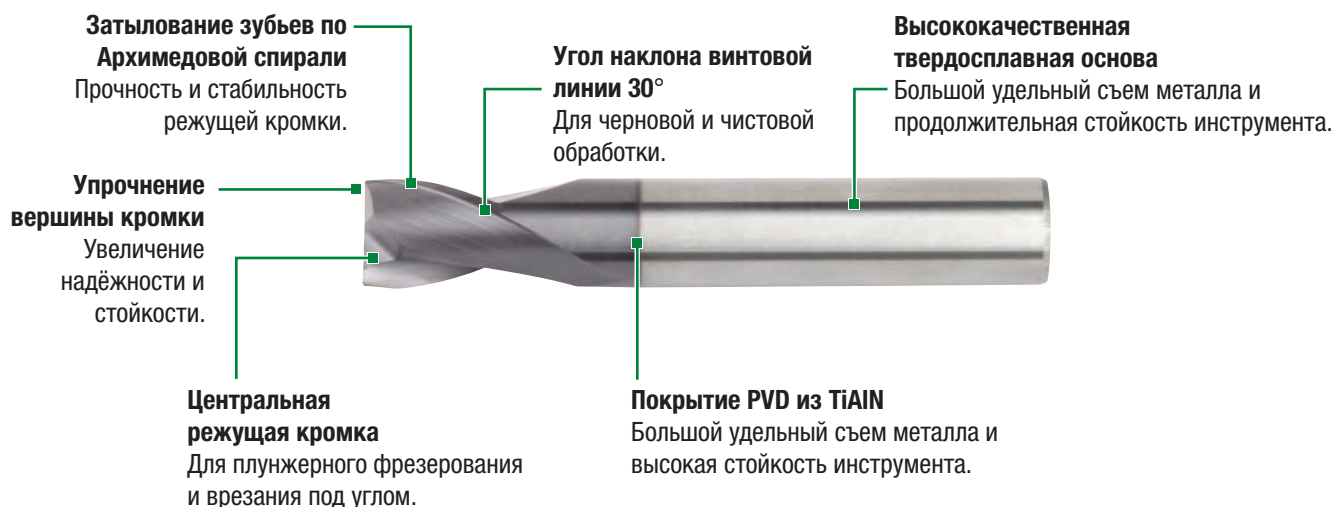 Затылование зубьев по
Архимедовой спирали
Прочность и стабильность
режущей кромки.
Угол наклона винтовой
линии 30°
Для черновой и чистовой
обработки.
Высококачественная
твердосплавная основа
Большой удельный съем металла и
продолжительная стойкость инструмента.
Упрочнение
вершины кромки
Увеличение
надёжности и
стойкости.
Центральная
режущая кромка
Для плунжерного фрезерования
и врезания под углом.
Покрытие PVD из TiAlN
Большой удельный съем металла и
высокая стойкость инструмента.